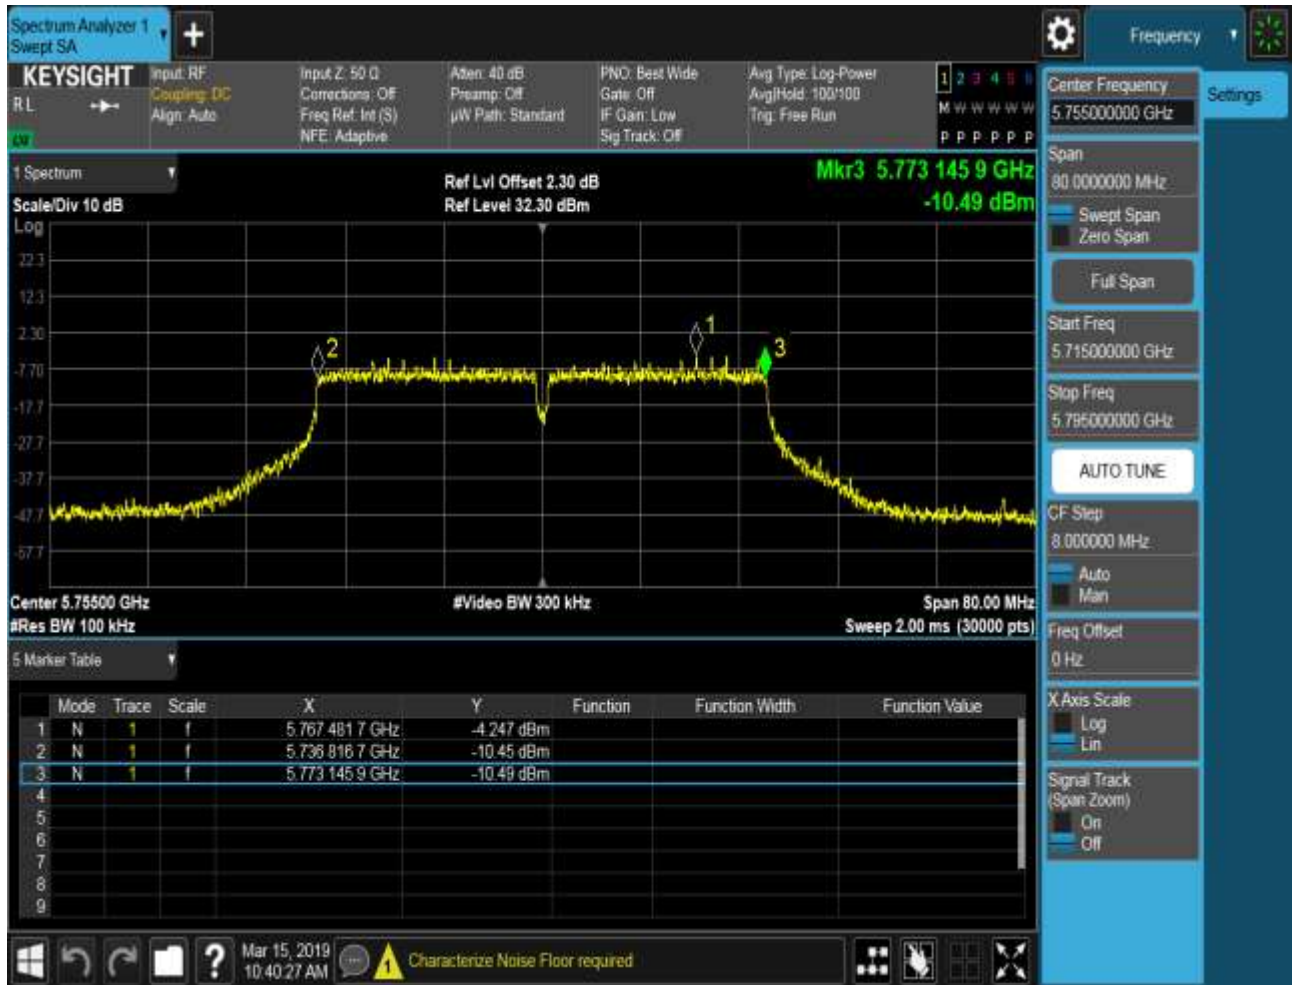 Spectrum Analyzer 1
Swept SA
+
Frequency
KEYSIGHT
RL
Input: RF
Coupling: DC
Align: Auto
Input Z: 50 Ω
Corrections: Off
Freq Ref: Int (S)
NFE: Adaptive
Atten: 40 dB
Preamp: Off
µW Path: Standard
PNO: Best Wide
Gate: Off
IF Gain: Low
Sig Track: Off
Avg Type: Log-Power
Avg|Hold: 100/100
Trig: Free Run
1 2 3 4 5 6
M W W W W W
P P P P P P
1 Spectrum
Scale/Div 10 dB
Ref Lvl Offset 2.30 dB
Ref Level 32.30 dBm
Mkr3 5.773 145 9 GHz
-10.49 dBm
Log
22.3
12.3
2.30
-7.70
-17.7
-27.7
-37.7
-47.7
-57.7
1
2
3
Center 5.75500 GHz
#Res BW 100 kHz
#Video BW 300 kHz
Span 80.00 MHz
Sweep 2.00 ms (30000 pts)
5 Marker Table
Mode Trace Scale X Y Function Function Width Function Value
1 N 1 f 5.767 481 7 GHz -4.247 dBm
2 N 1 f 5.736 816 7 GHz -10.45 dBm
3 N 1 f 5.773 145 9 GHz -10.49 dBm
4
5
6
7
8
9
Mar 15, 2019
10:40:27 AM
?
1
Characterize Noise Floor required
Center Frequency
5.755000000 GHz
Settings
Span
80.0000000 MHz
Swept Span
Zero Span
Full Span
Start Freq
5.715000000 GHz
Stop Freq
5.795000000 GHz
AUTO TUNE
CF Step
8.000000 MHz
Auto
Man
Freq Offset
0 Hz
X Axis Scale
Log
Lin
Signal Track
(Span Zoom)
On
Off